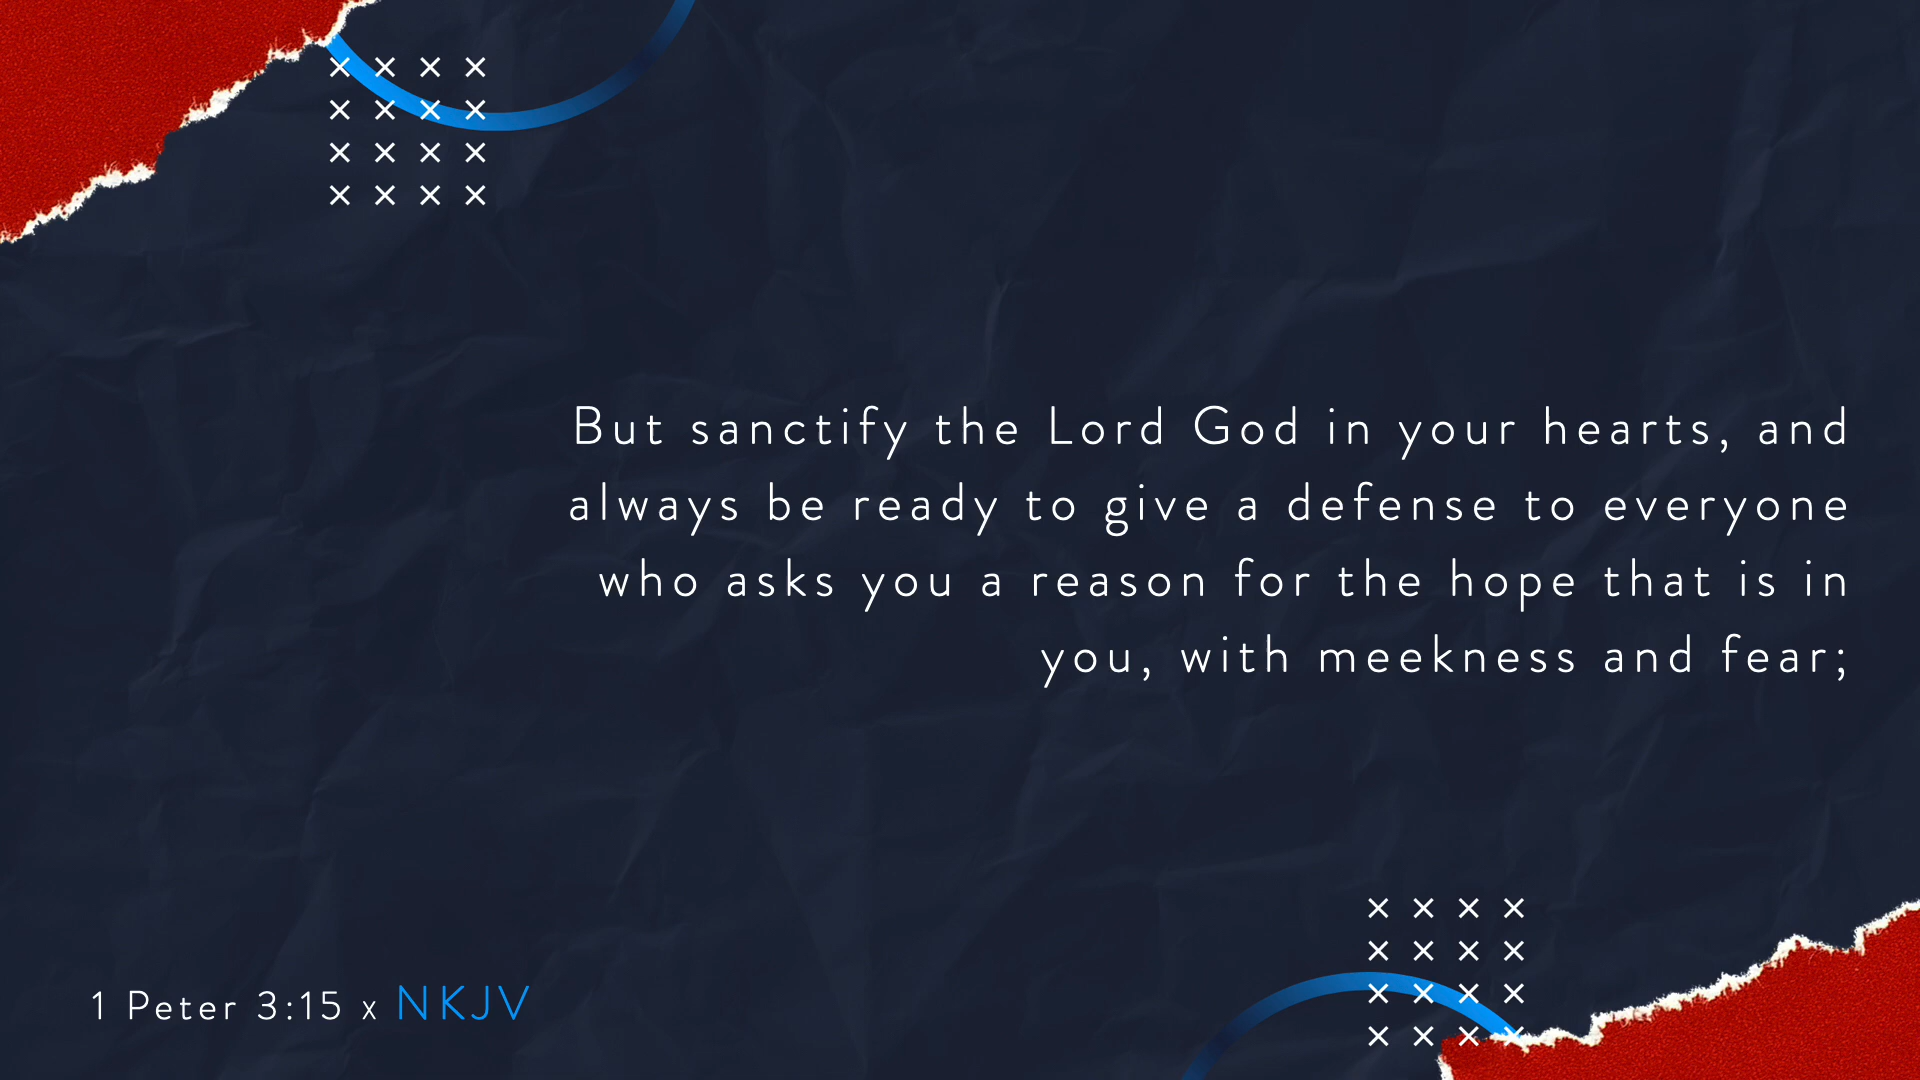 But sanctify the Lord God in your hearts, and
always be ready to give a defense to everyone
who asks you a reason for the hope that is in
you, with meekness and fear;
1 Peter 3:15 x NKJV